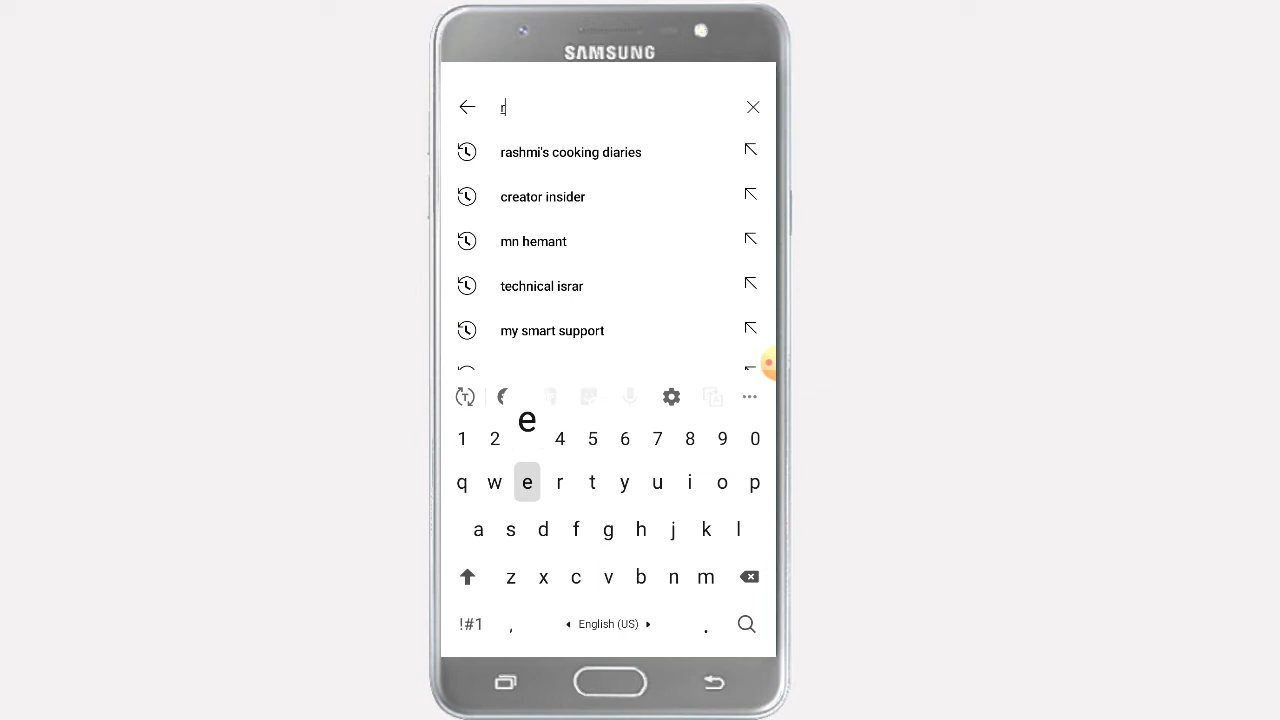 SAMSUNG
r
rashmi's cooking diaries
creator insider
mn hemant
technical israr
my smart support
e
1 2 4 5 6 7 8 9 0
q w e r t y u i o p
a s d f g h j k l
z x c v b n m
!#1 , English (US) .